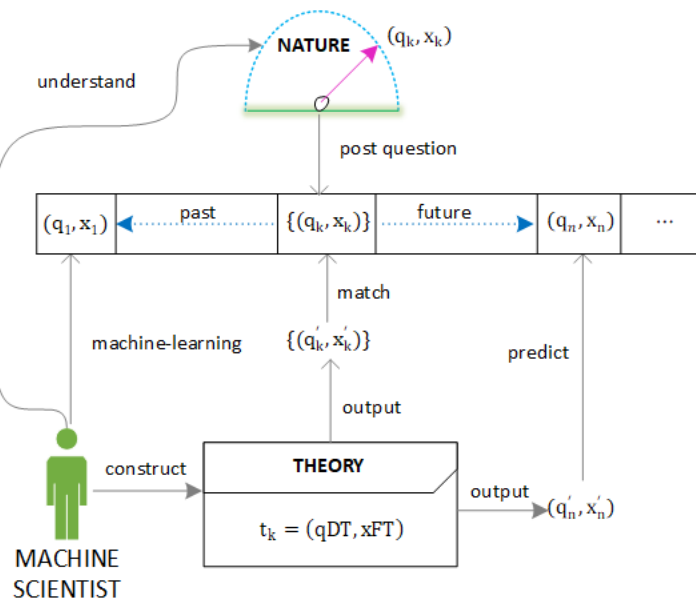 NATURE
(qₖ, xₖ)
understand
post question
(q₁, x₁)
past
{(qₖ, xₖ)}
future
(qₙ, xₙ)
...
match
machine-learning
{(q′ₖ, x′ₖ)}
predict
output
THEORY
construct
output
(q′ₙ, x′ₙ)
tₖ = (qDT, xFT)
MACHINE
SCIENTIST